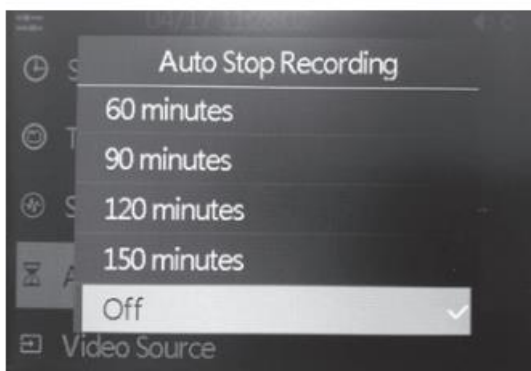 Auto Stop Recording
60 minutes
90 minutes
120 minutes
150 minutes
Off
Video Source